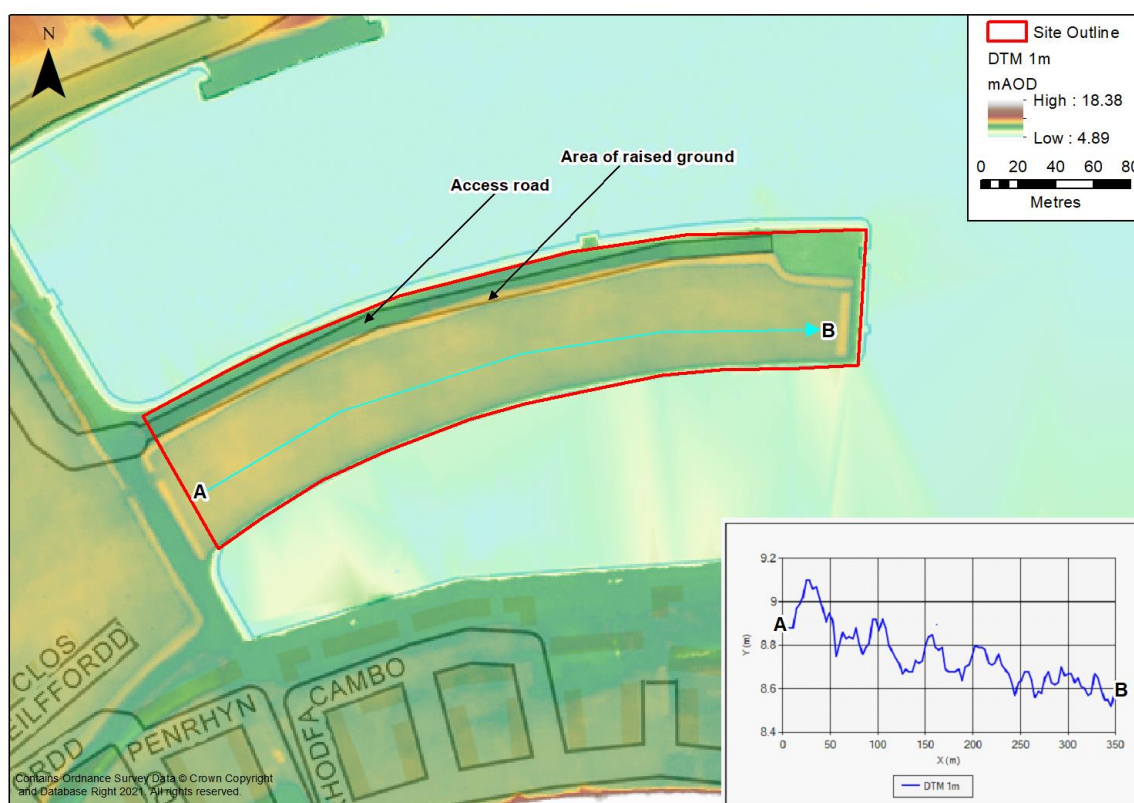 N
Site Outline
DTM 1m
mAOD
High : 18.38
Low : 4.89
0 20 40 60 80
Metres
Area of raised ground
Access road
B
A
CLOS
EILFFORDD
RDD
PENRHYN
RHODFA CAMBO
Contains Ordnance Survey Data © Crown Copyright
and Database Right 2021. All rights reserved.
9.2
9
8.8
8.6
8.4
Y (m)
A
B
0 50 100 150 200 250 300 350
X (m)
DTM 1m